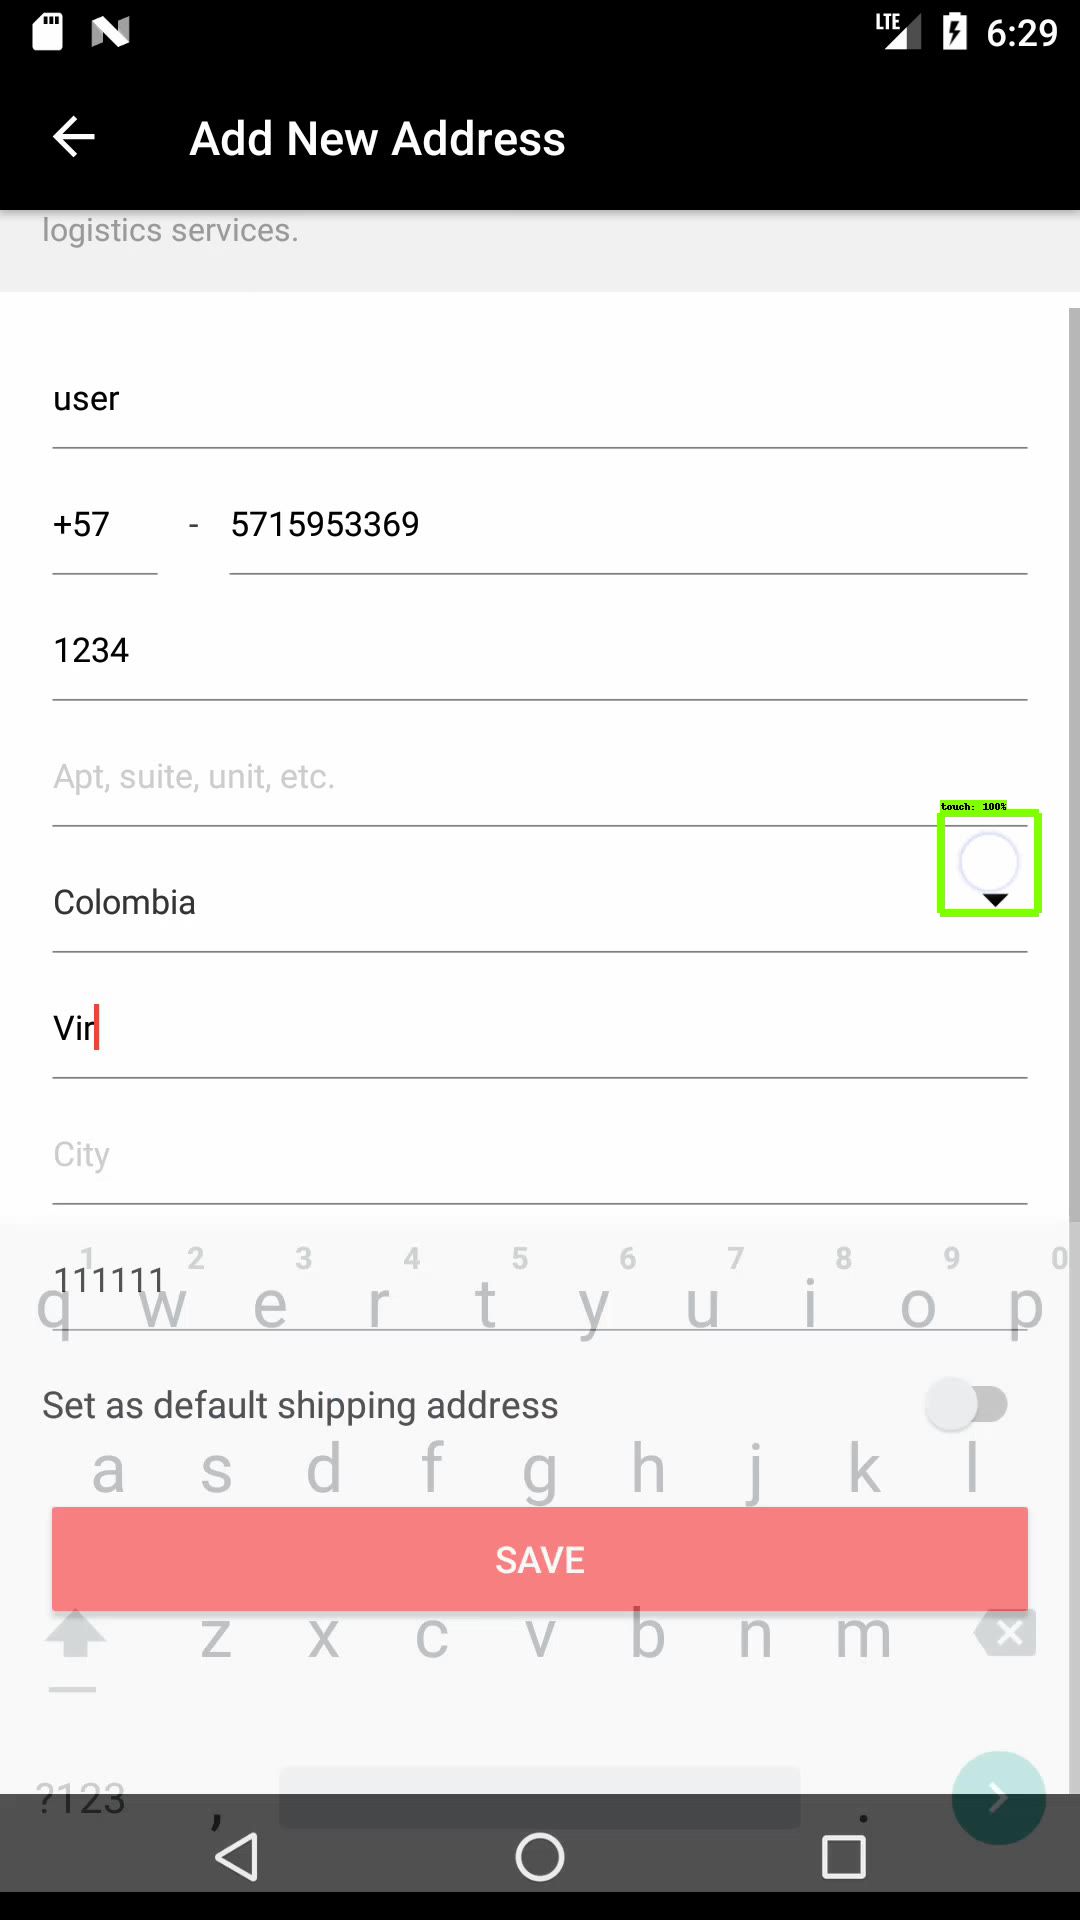 LTE 6:29
Add New Address
logistics services.
user
+57 - 5715953369
1234
Apt, suite, unit, etc.
touch: 100%
Colombia
Vir
City
1 2 3 4 5 6 7 8 9 0
111111
q w e r t y u i o p
Set as default shipping address
a s d f g h j k l
SAVE
z x c v b n m
?123 , .